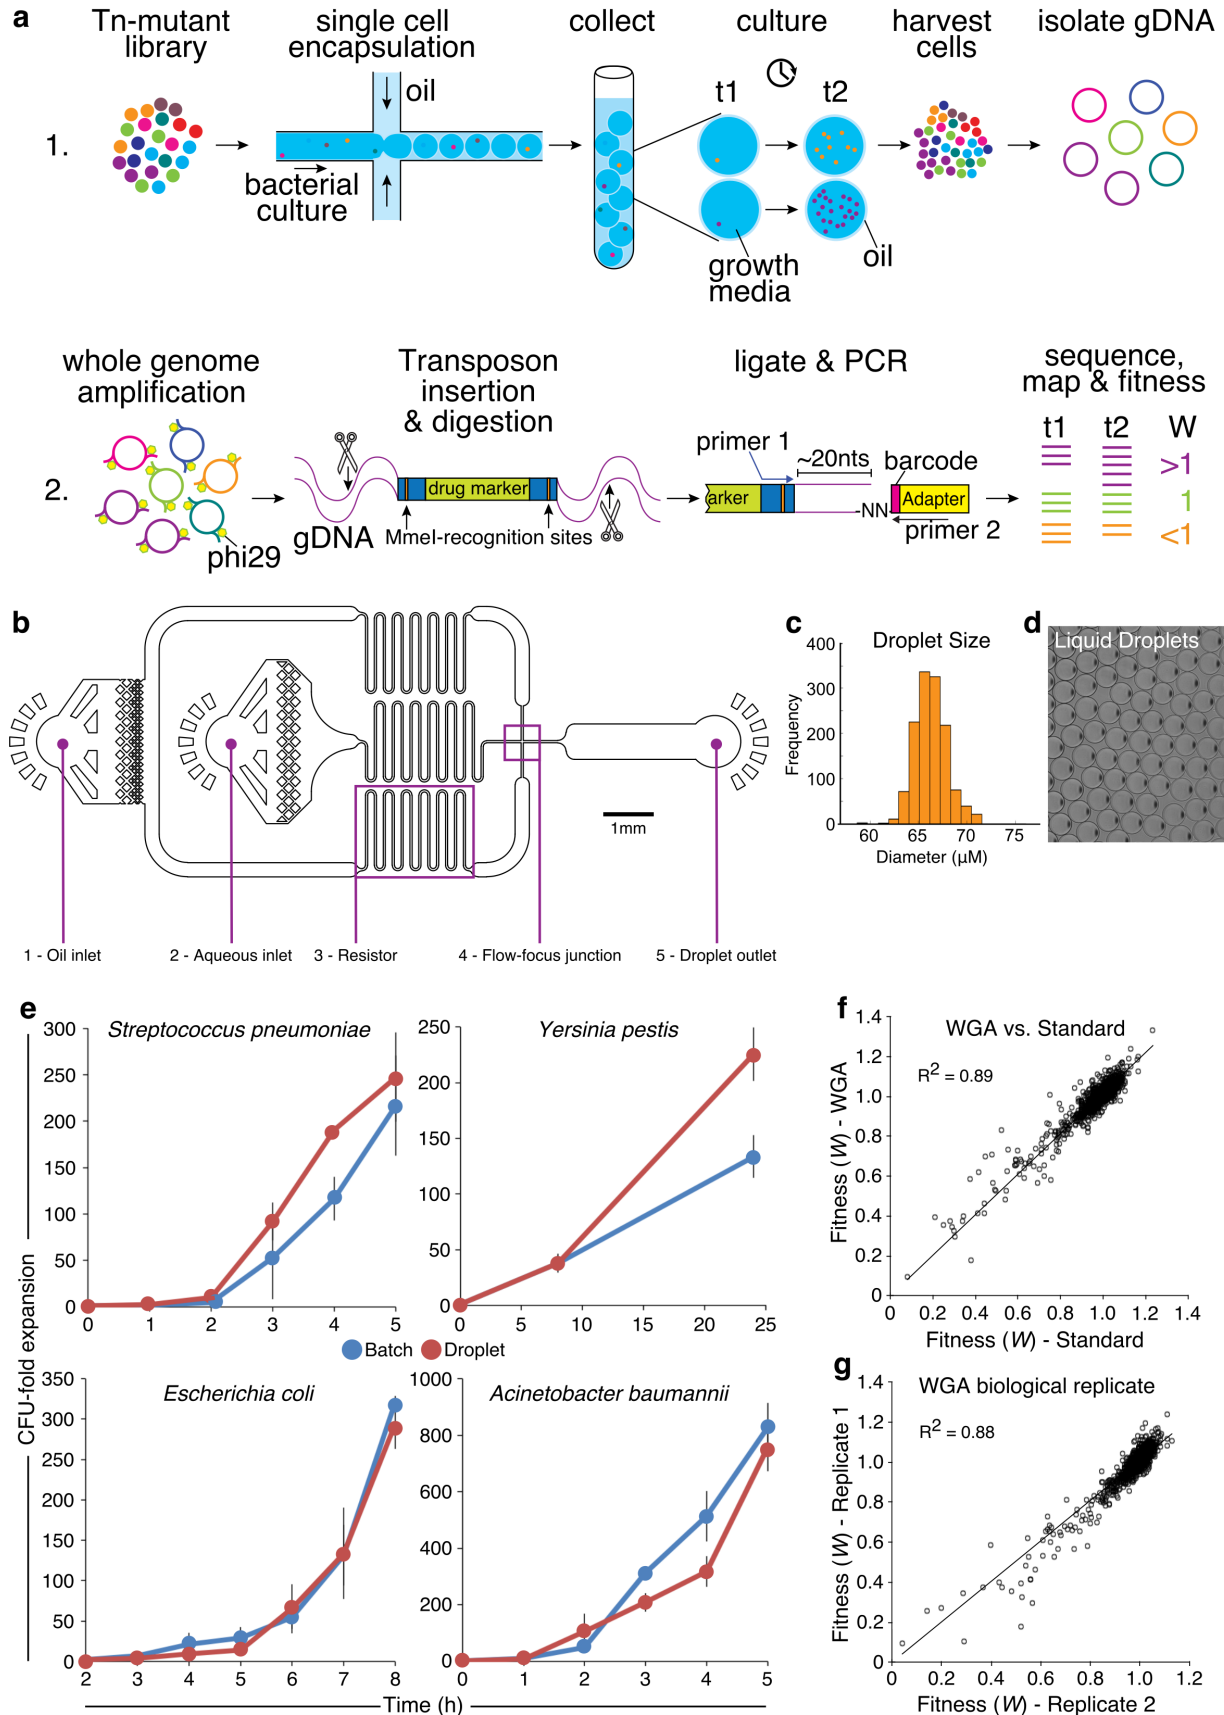 a
Tn-mutant
library
single cell
encapsulation
collect
culture
harvest
cells
isolate gDNA
oil
t1
t2
1.
bacterial
culture
growth
media
oil
whole genome
amplification
Transposon
insertion
& digestion
ligate & PCR
sequence,
map & fitness
primer 1
~20nts
barcode
t1
t2
W
>1
1
<1
2.
drug marker
arker
-NN-
Adapter
gDNA
MmeI-recognition sites
primer 2
phi29
b
1mm
1 - Oil inlet
2 - Aqueous inlet
3 - Resistor
4 - Flow-focus junction
5 - Droplet outlet
c
Droplet Size
Frequency
400
300
200
100
0
60
65
70
75
Diameter (µM)
d
Liquid Droplets
e
CFU-fold expansion
Streptococcus pneumoniae
300
250
200
150
100
50
0
0
1
2
3
4
5
Yersinia pestis
250
200
150
100
50
0
0
5
10
15
20
25
Batch
Droplet
Escherichia coli
350
300
250
200
150
100
50
0
2
3
4
5
6
7
8
Acinetobacter baumannii
1000
800
600
400
200
0
0
1
2
3
4
5
Time (h)
f
WGA vs. Standard
R2 = 0.89
Fitness (W) - WGA
1.4
1.2
1.0
0.8
0.6
0.4
0.2
0
0
0.2
0.4
0.6
0.8
1.0
1.2
1.4
Fitness (W) - Standard
g
WGA biological replicate
R2 = 0.88
Fitness (W) - Replicate 1
1.4
1.2
1.0
0.8
0.6
0.4
0.2
0
0
0.2
0.4
0.6
0.8
1.0
1.2
Fitness (W) - Replicate 2